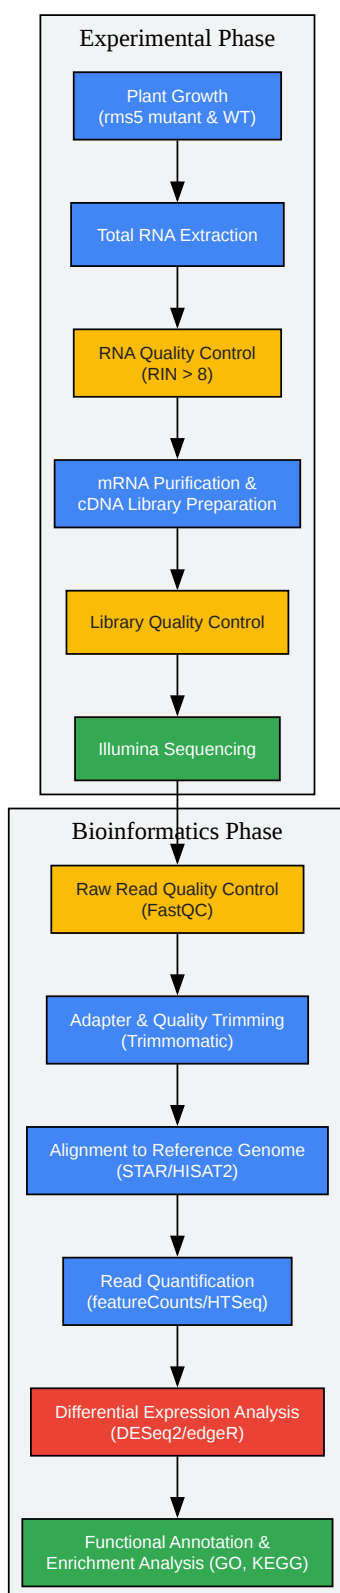 Experimental Phase
Plant Growth
(rms5 mutant & WT)
Total RNA Extraction
RNA Quality Control
(RIN > 8)
mRNA Purification &
cDNA Library Preparation
Library Quality Control
Illumina Sequencing
Bioinformatics Phase
Raw Read Quality Control
(FastQC)
Adapter & Quality Trimming
(Trimmomatic)
Alignment to Reference Genome
(STAR/HISAT2)
Read Quantification
(featureCounts/HTSeq)
Differential Expression Analysis
(DESeq2/edgeR)
Functional Annotation &
Enrichment Analysis (GO, KEGG)